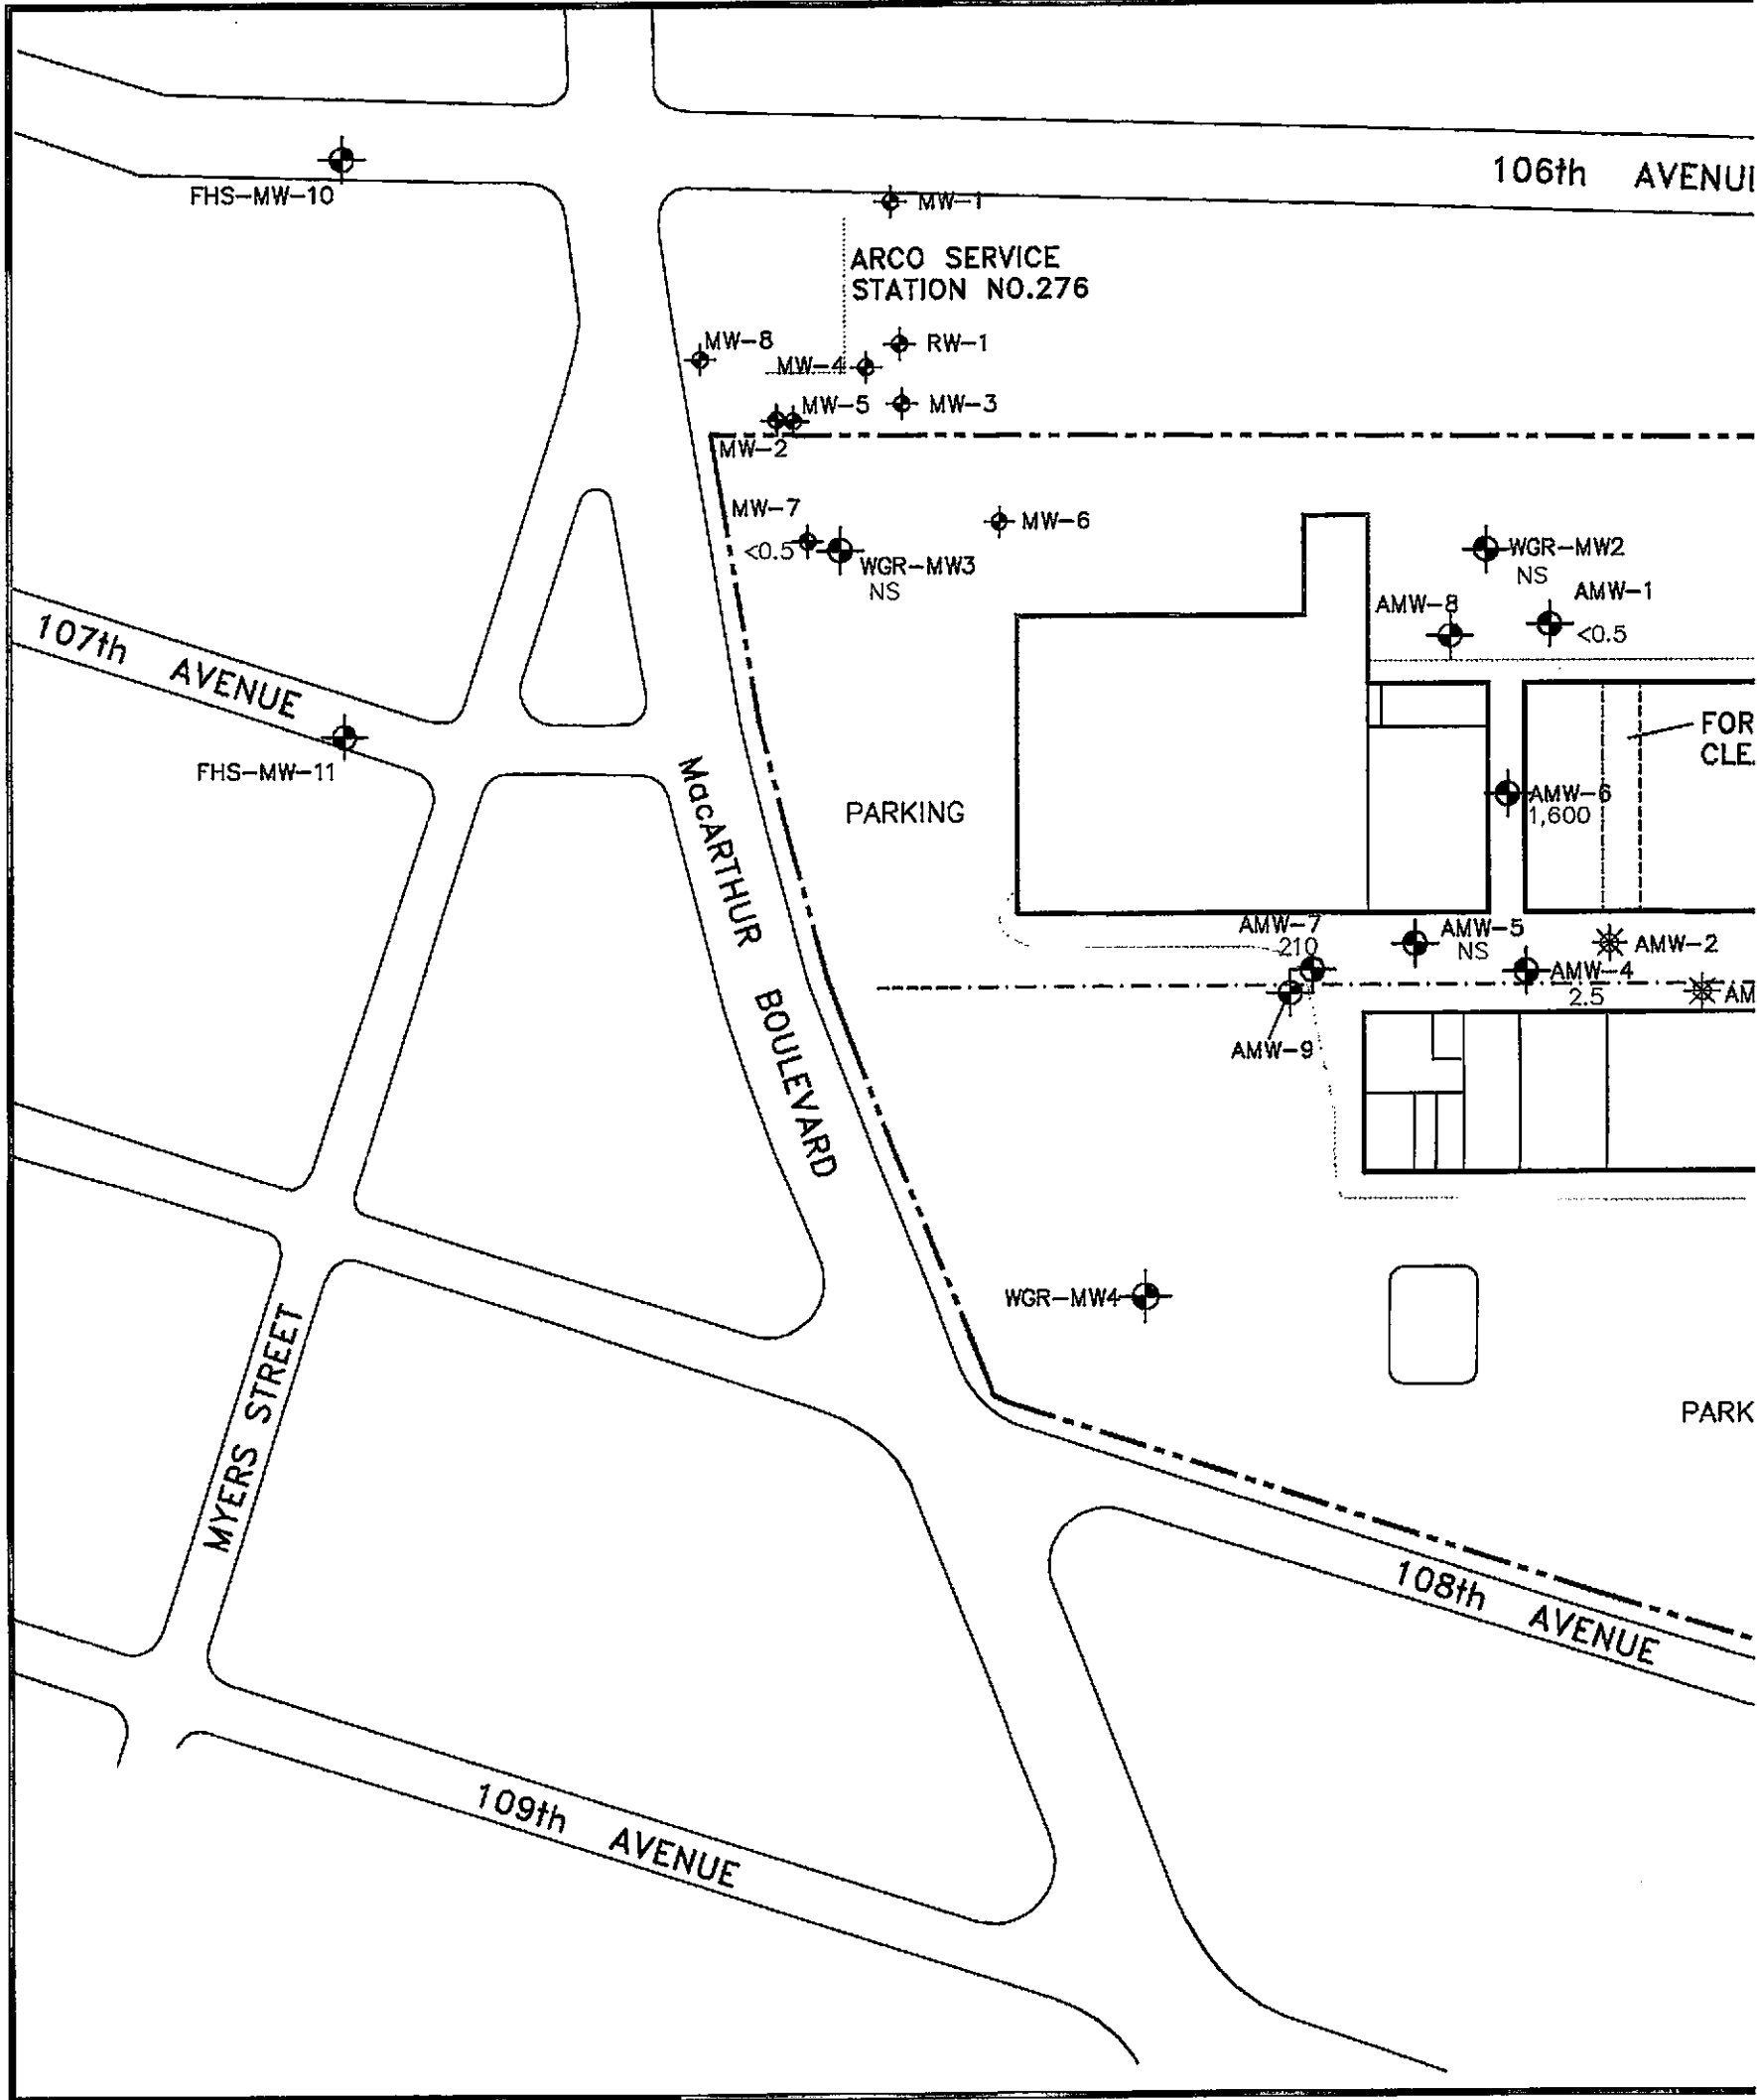 106th AVENUE
FHS-MW-10
MW-1
ARCO SERVICE
STATION NO.276
MW-8
RW-1
MW-4
MW-5
MW-3
MW-2
MW-7
<0.5
MW-6
WGR-MW3
NS
WGR-MW2
NS
AMW-8
AMW-1
<0.5
107th AVENUE
FHS-MW-11
FOR
CLE
MacARTHUR BOULEVARD
PARKING
AMW-6
1,600
AMW-7
210
AMW-5
NS
AMW-2
AMW-4
2.5
AM
AMW-9
WGR-MW4
MYERS STREET
PARK
108th AVENUE
109th AVENUE